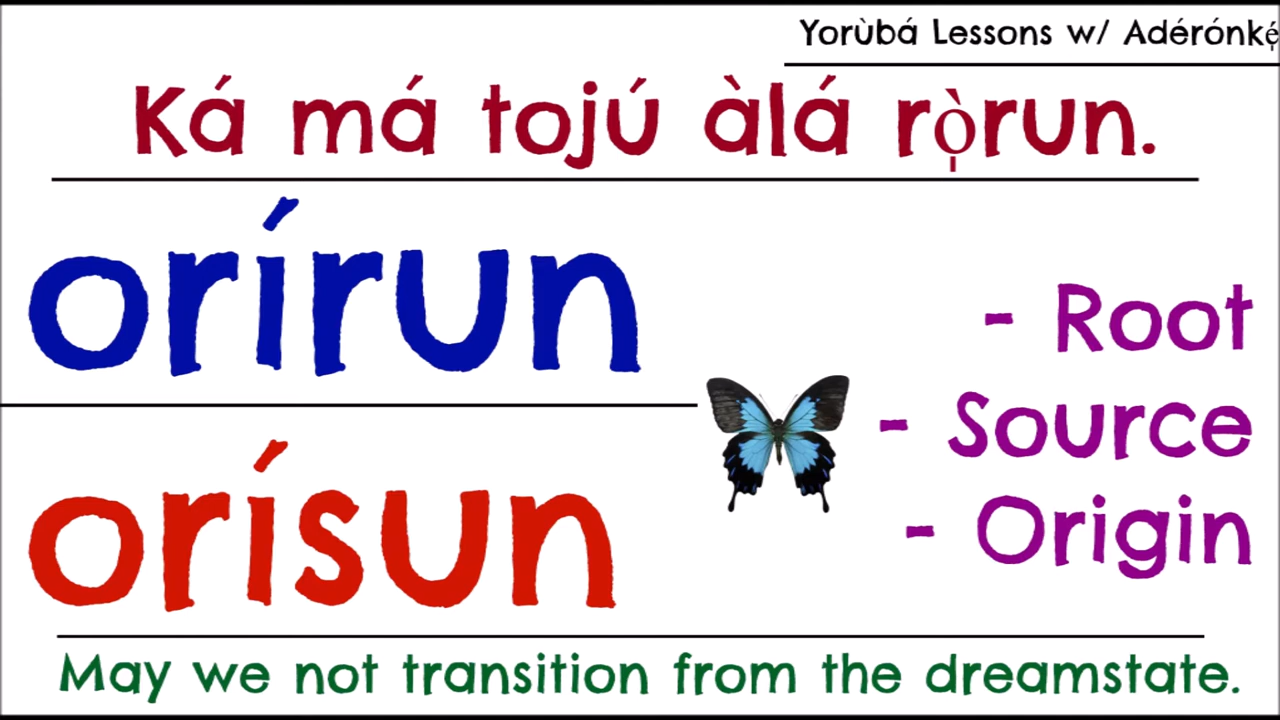 Yorùbá Lessons w/ Adérónkẹ́
Ká má tojú àlá rọ̀run.
orírun
orísun
- Root
- Source
- Origin
May we not transition from the dreamstate.